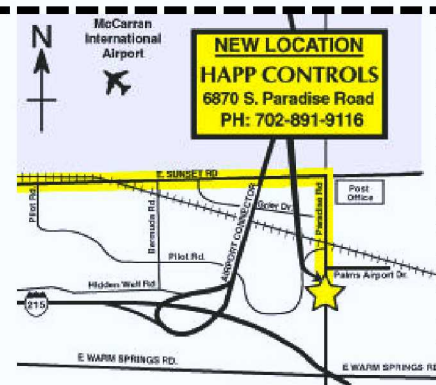 N
McCarran
International
Airport
NEW LOCATION
HAPP CONTROLS
6870 S. Paradise Road
PH: 702-891-9116
E. SUNSET RD
Post
Office
Pilot Rd.
Bermuda Rd.
AIRPORT CONNECTOR
Grier Dr.
Paradise Rd
Pilot Rd.
Hidden Well Rd
Palms Airport Dr.
215
E WARM SPRINGS RD.
E WARM SPRINGS RD